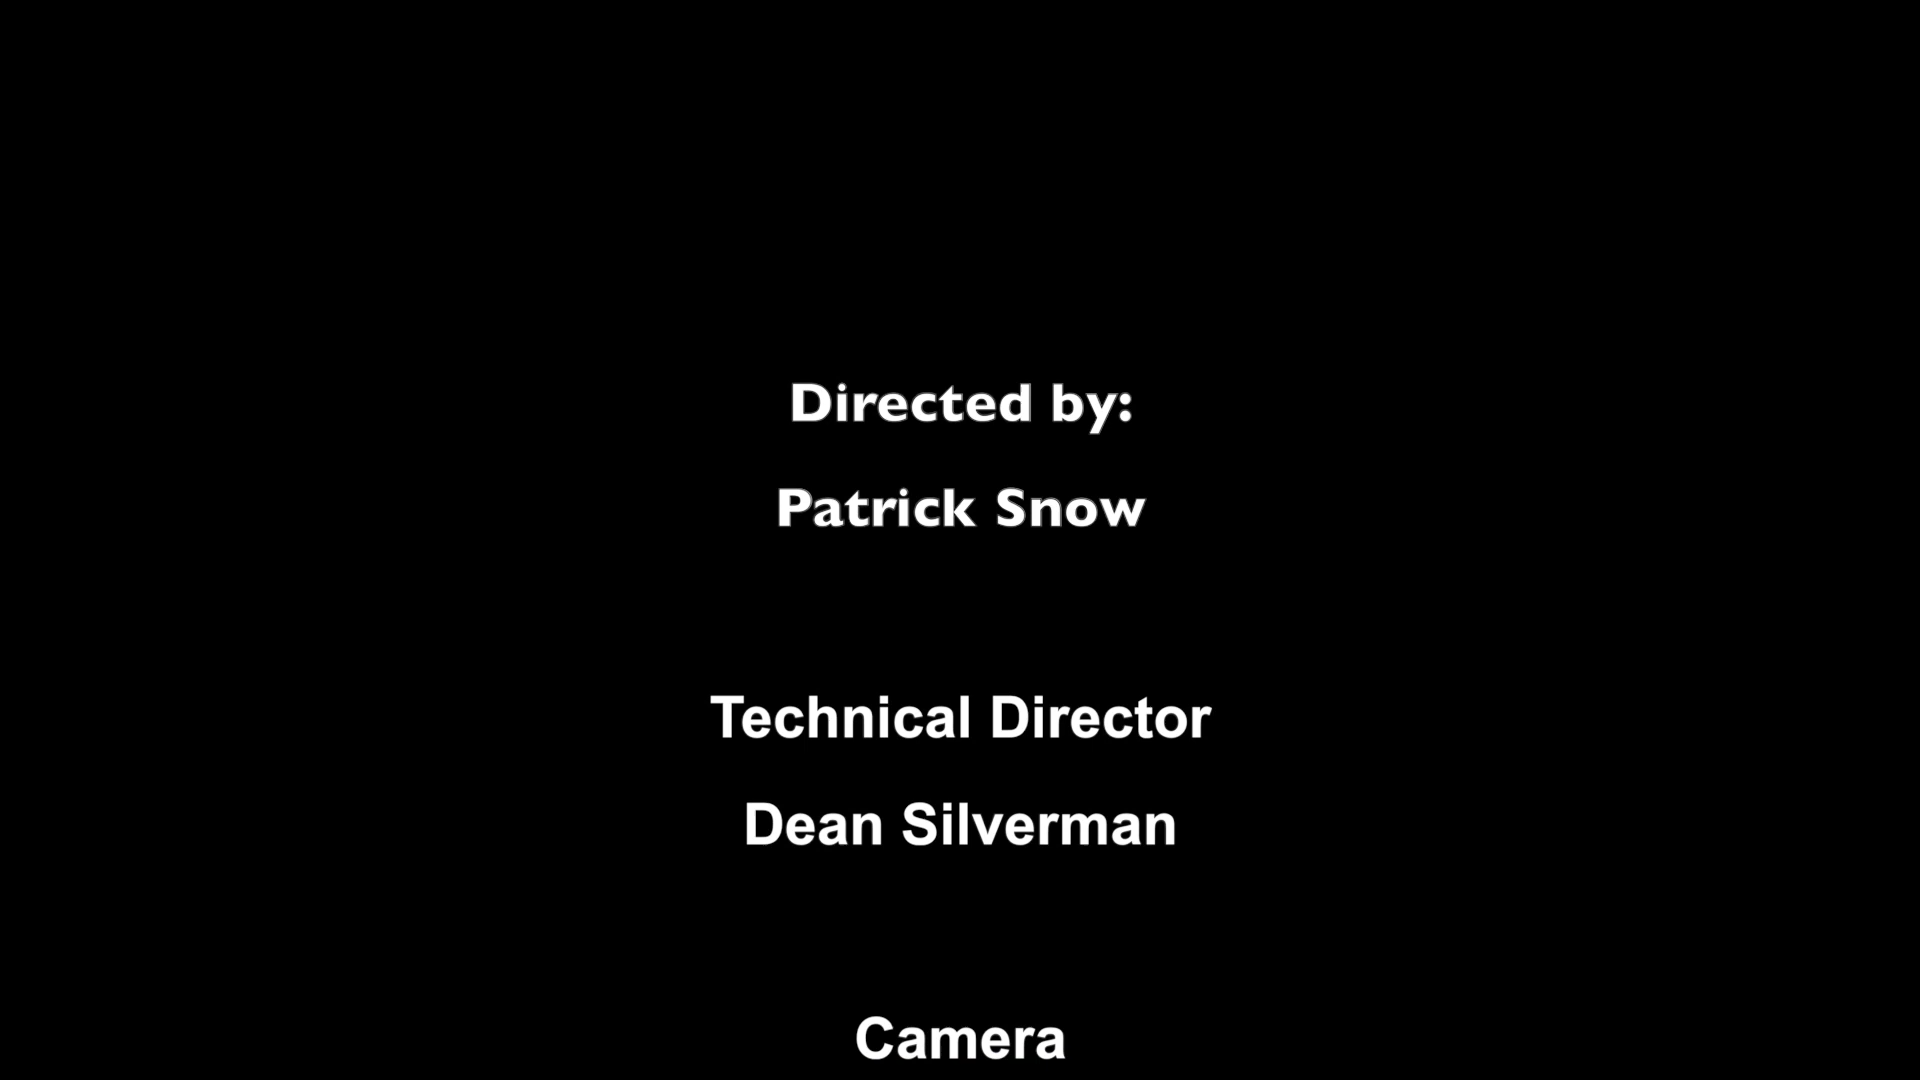 Directed by:
Patrick Snow
Technical Director
Dean Silverman
Camera